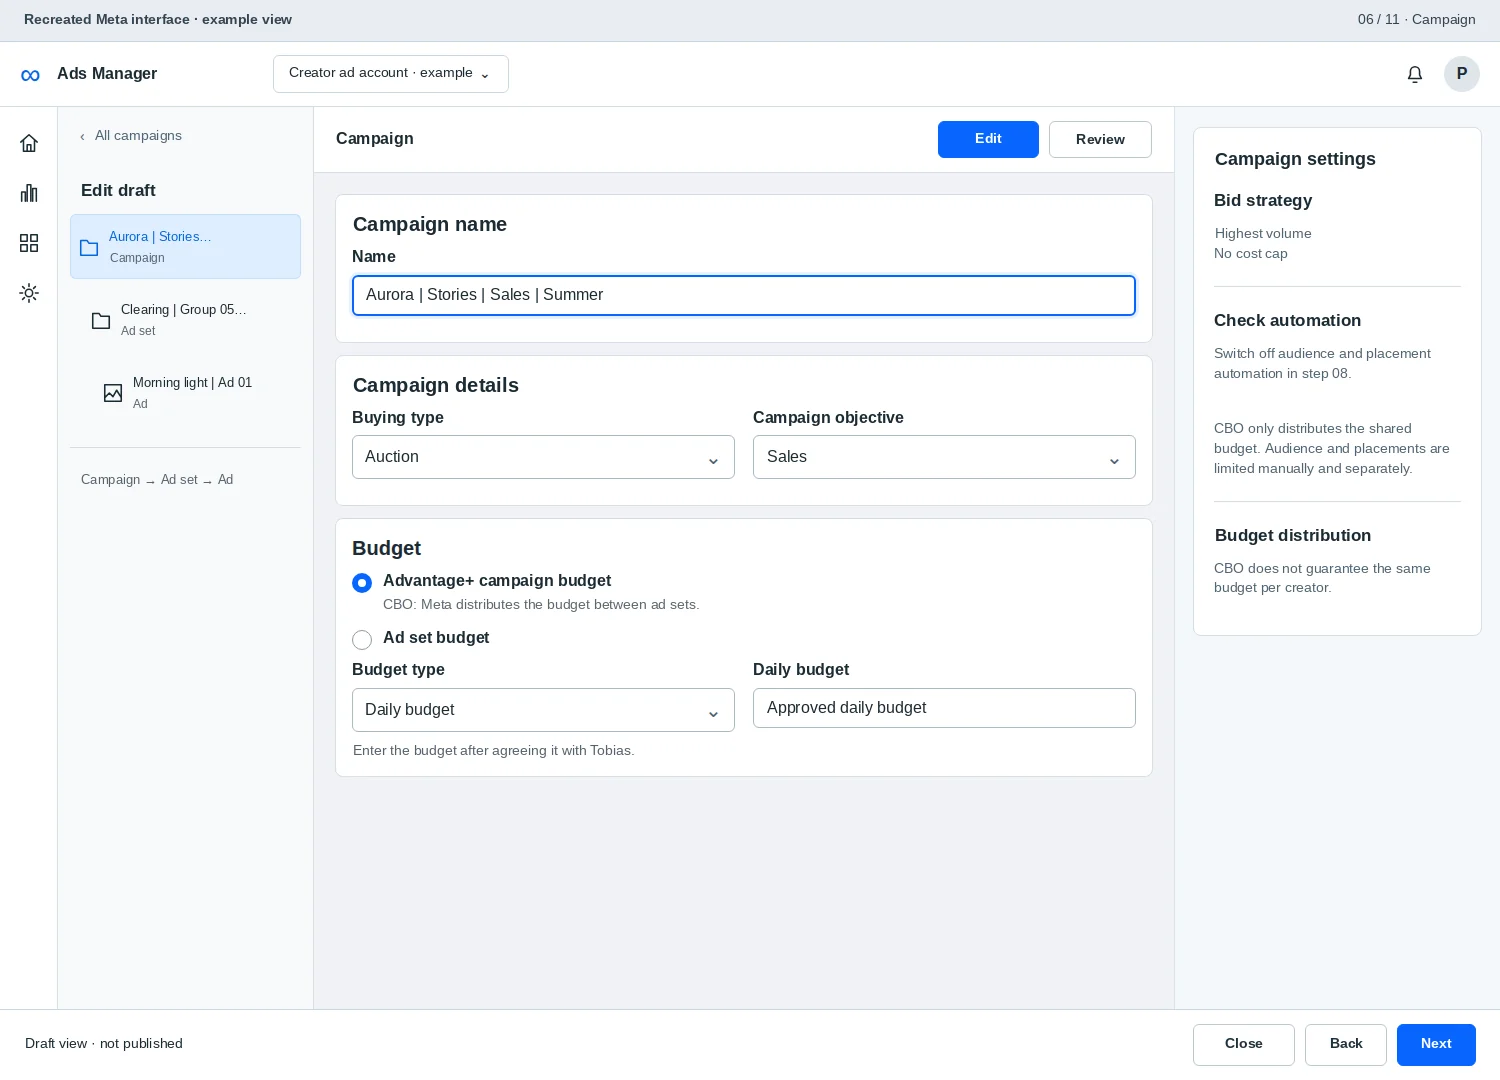 Recreated Meta interface · example view
06 / 11 · Campaign
Ads Manager
Creator ad account · example
P
‹ All campaigns
Edit draft
Aurora | Stories…
Campaign
Clearing | Group 05…
Ad set
Morning light | Ad 01
Ad
Campaign → Ad set → Ad
Campaign
Edit
Review
Campaign name
Name
Aurora | Stories | Sales | Summer
Campaign details
Buying type
Campaign objective
Auction
Sales
Budget
Advantage+ campaign budget
CBO: Meta distributes the budget between ad sets.
Ad set budget
Budget type
Daily budget
Daily budget
Approved daily budget
Enter the budget after agreeing it with Tobias.
Campaign settings
Bid strategy
Highest volume
No cost cap
Check automation
Switch off audience and placement
automation in step 08.
CBO only distributes the shared
budget. Audience and placements are
limited manually and separately.
Budget distribution
CBO does not guarantee the same
budget per creator.
Draft view · not published
Close
Back
Next